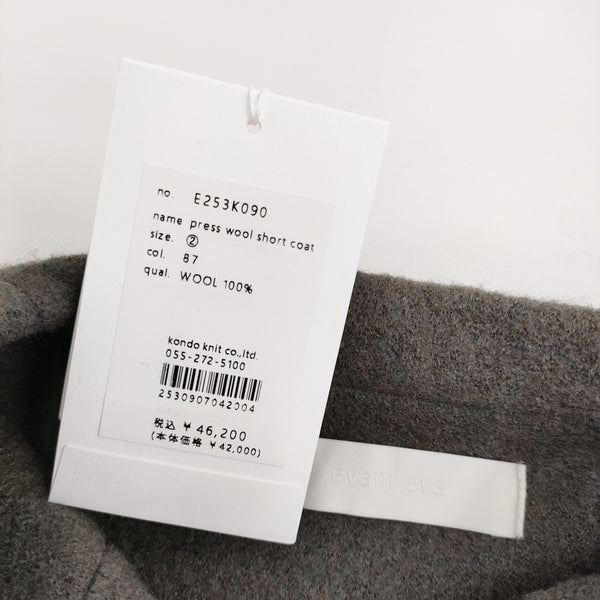 no. E253K090
name press wool short coat
size. ②
col. 87
qual. WOOL 100%
kondo knit co.,ltd.
055-272-5100
2530907042004
税込 ¥ 46,200
(本体価格 ¥ 42,000)
evam eva